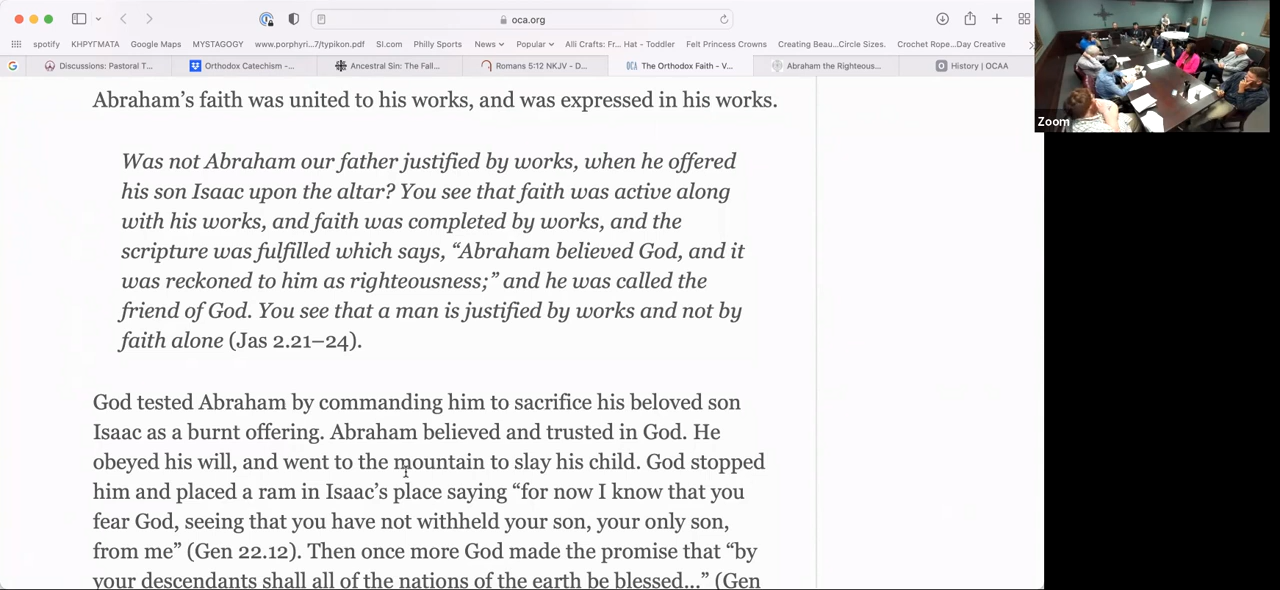 oca.org
spotify ΚΗΡΥΓΜΑΤΑ Google Maps MYSTAGOGY www.porphyri...7/typikon.pdf SI.com Philly Sports News Popular Alli Crafts: Fr... Hat - Toddler Felt Princess Crowns Creating Beau...Circle Sizes. Crochet Rope...Day Creative
G Discussions: Pastoral T... Orthodox Catechism -... Ancestral Sin: The Fall... Romans 5:12 NKJV - D... OCA The Orthodox Faith - V... Abraham the Righteous... O History | OCAA
Zoom
Abraham’s faith was united to his works, and was expressed in his works.
Was not Abraham our father justified by works, when he offered
his son Isaac upon the altar? You see that faith was active along
with his works, and faith was completed by works, and the
scripture was fulfilled which says, “Abraham believed God, and it
was reckoned to him as righteousness;” and he was called the
friend of God. You see that a man is justified by works and not by
faith alone (Jas 2.21–24).
God tested Abraham by commanding him to sacrifice his beloved son
Isaac as a burnt offering. Abraham believed and trusted in God. He
obeyed his will, and went to the mountain to slay his child. God stopped
him and placed a ram in Isaac’s place saying “for now I know that you
fear God, seeing that you have not withheld your son, your only son,
from me” (Gen 22.12). Then once more God made the promise that “by
your descendants shall all of the nations of the earth be blessed...” (Gen